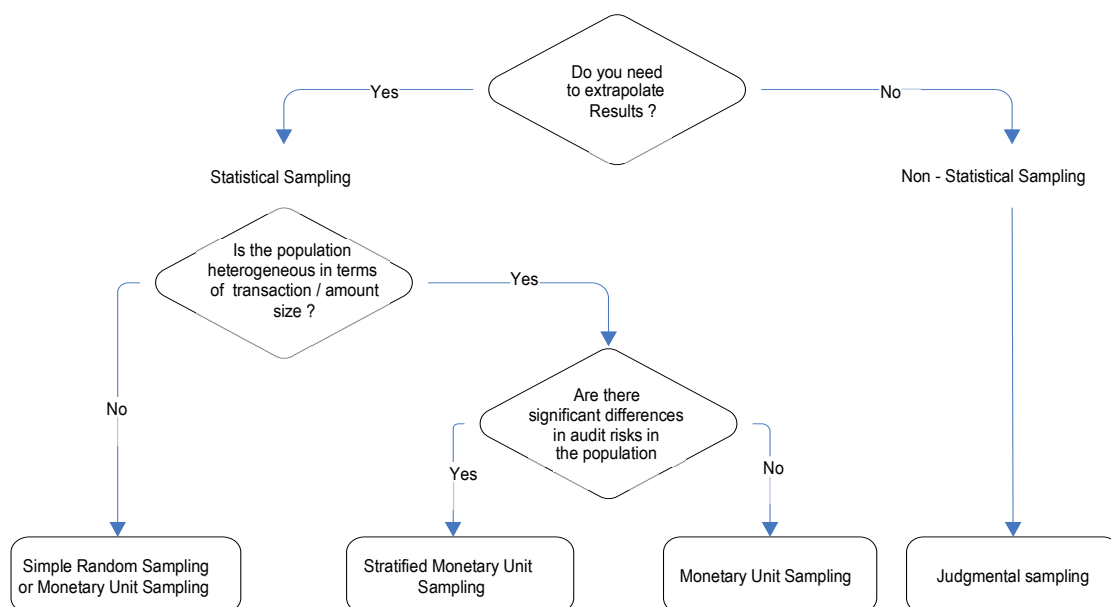 Do you need
to extrapolate
Results ?
Yes
No
Statistical Sampling
Non - Statistical Sampling
Is the population
heterogeneous in terms
of transaction / amount
size ?
Yes
No
Are there
significant differences
in audit risks in
the population
Yes
No
Simple Random Sampling
or Monetary Unit Sampling
Stratified Monetary Unit
Sampling
Monetary Unit Sampling
Judgmental sampling